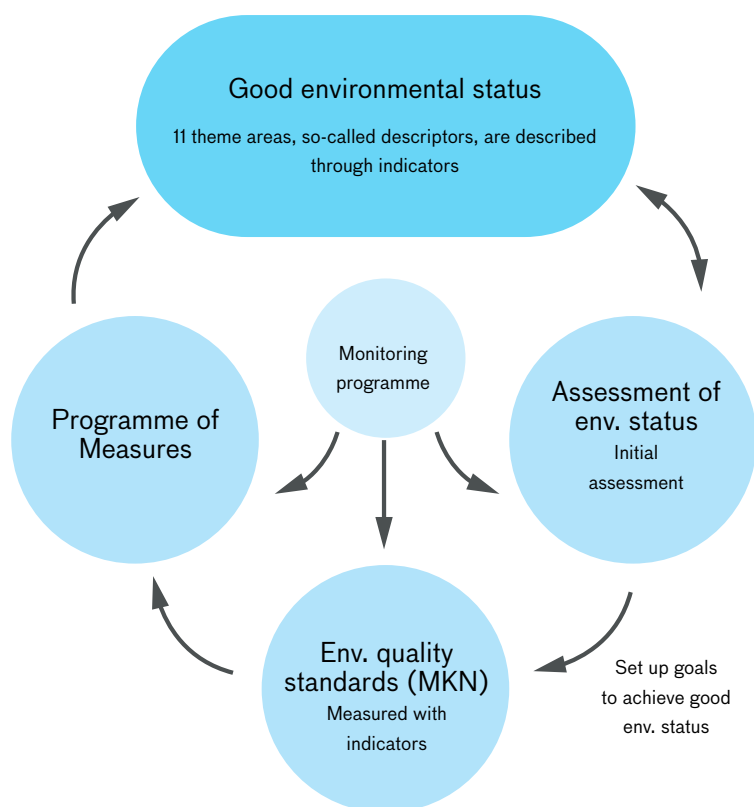 Good environmental status
11 theme areas, so-called descriptors, are described
through indicators
Monitoring
programme
Programme of
Measures
Assessment of
env. status
Initial
assessment
Env. quality
standards (MKN)
Measured with
indicators
Set up goals
to achieve good
env. status